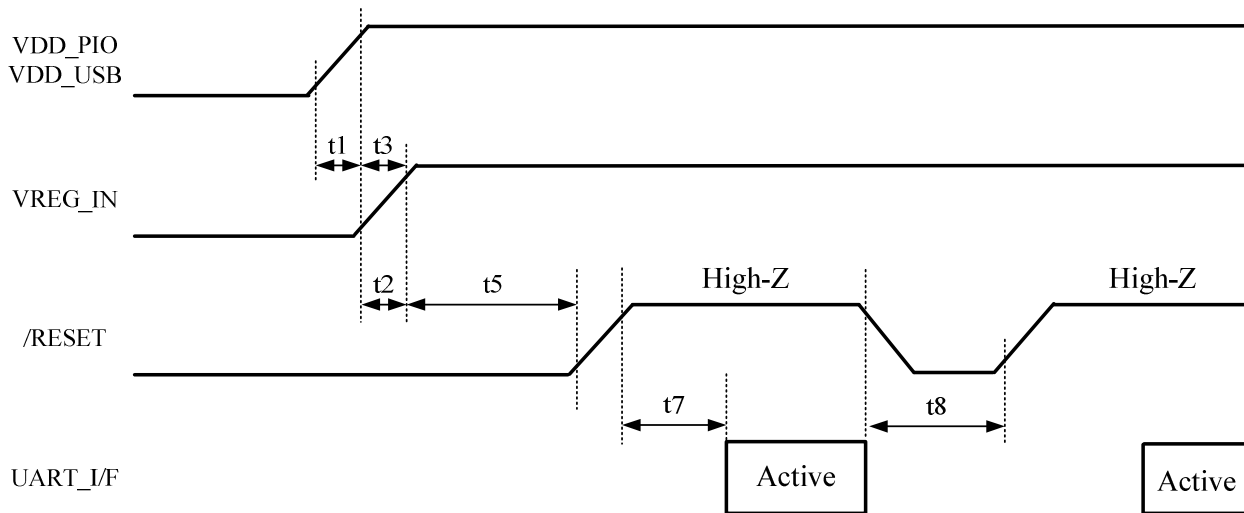 VDD_PIO
VDD_USB
t1
t3
VREG_IN
t2
t5
High-Z
High-Z
/RESET
t7
t8
UART_I/F
Active
Active